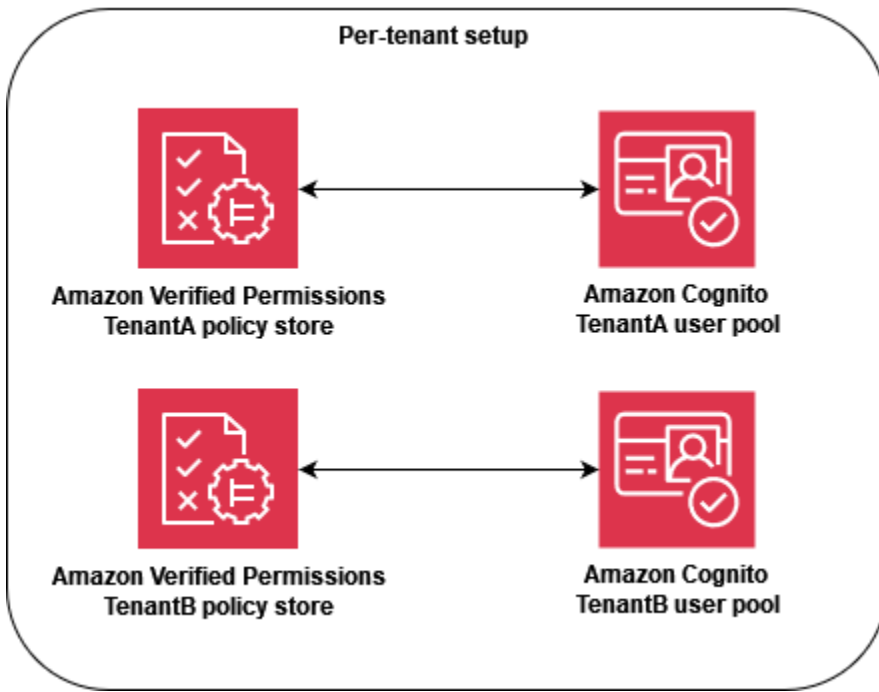 Per-tenant setup
Amazon Verified Permissions
TenantA policy store
Amazon Cognito
TenantA user pool
Amazon Verified Permissions
TenantB policy store
Amazon Cognito
TenantB user pool